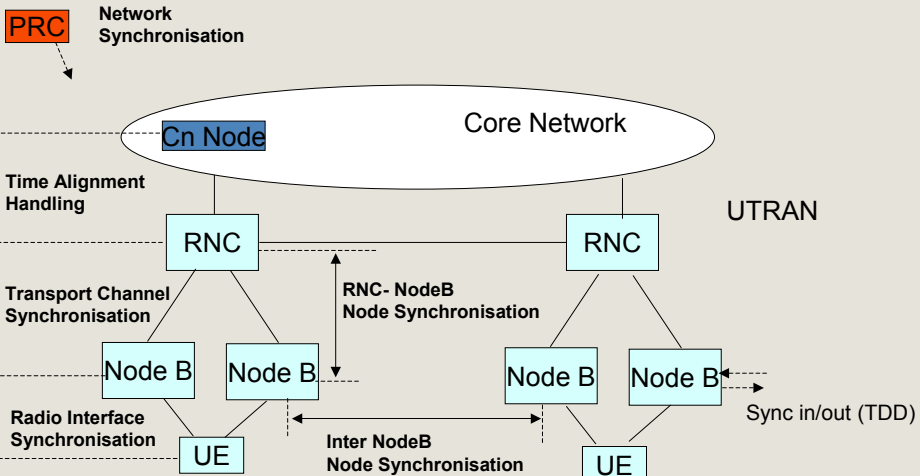 PRC
Network
Synchronisation
Core Network
Cn Node
Time Alignment
Handling
UTRAN
RNC
RNC
Transport Channel
Synchronisation
RNC- NodeB
Node Synchronisation
Node B
Node B
Node B
Node B
Sync in/out (TDD)
Radio Interface
Synchronisation
Inter NodeB
Node Synchronisation
UE
UE